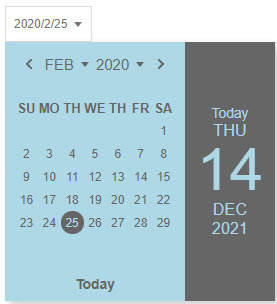 2020/2/25
FEB 2020
SU MO TU WE TH FR SA
1
2 3 4 5 6 7 8
9 10 11 12 13 14 15
16 17 18 19 20 21 22
23 24 25 26 27 28 29
Today
Today
THU
14
DEC
2021